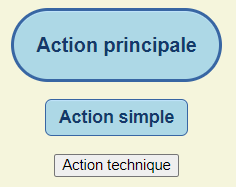 Action principale
Action simple
Action technique